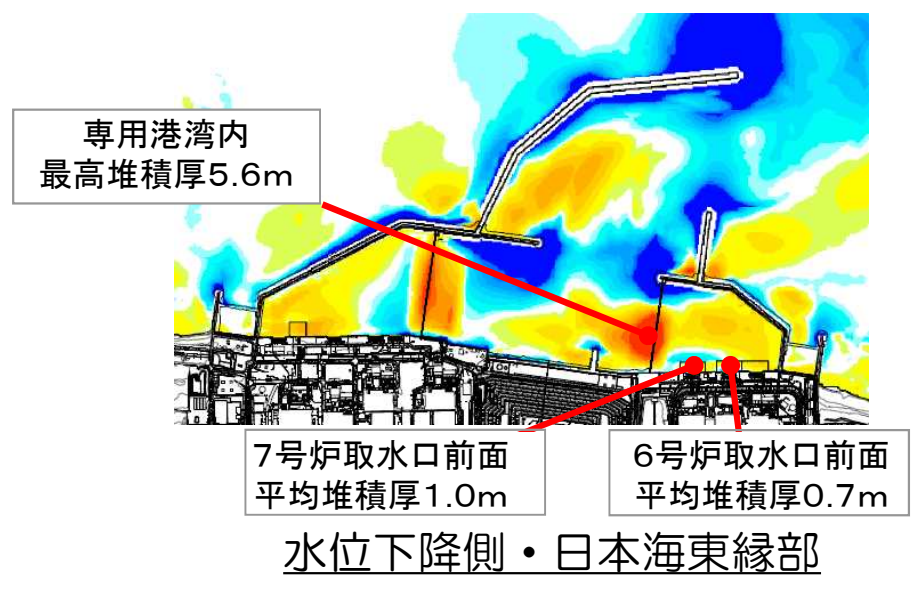 専用港湾内
最高堆積厚5.6m
7号炉取水口前面
平均堆積厚1.0m
6号炉取水口前面
平均堆積厚0.7m
水位下降側・日本海東縁部